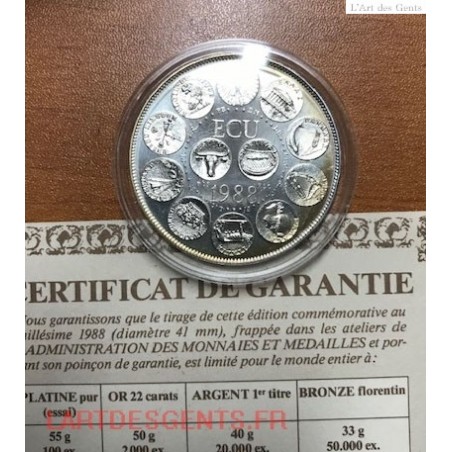 L'Art des Gents
ECU
1988
CERTIFICAT DE GARANTIE
Nous garantissons que le tirage de cette édition commémorative au
millésime 1988 (diamètre 41 mm), frappée dans les ateliers de
L'ADMINISTRATION DES MONNAIES ET MEDAILLES et por-
tant son poinçon de garantie, est limité pour le monde entier à :
PLATINE pur OR 22 carats ARGENT 1er titre BRONZE florentin
(essai)
55 g 50 g 40 g 33 g
100 ex. 2.000 ex. 20.000 ex. 50.000 ex.
LARTDESGENTS.FR